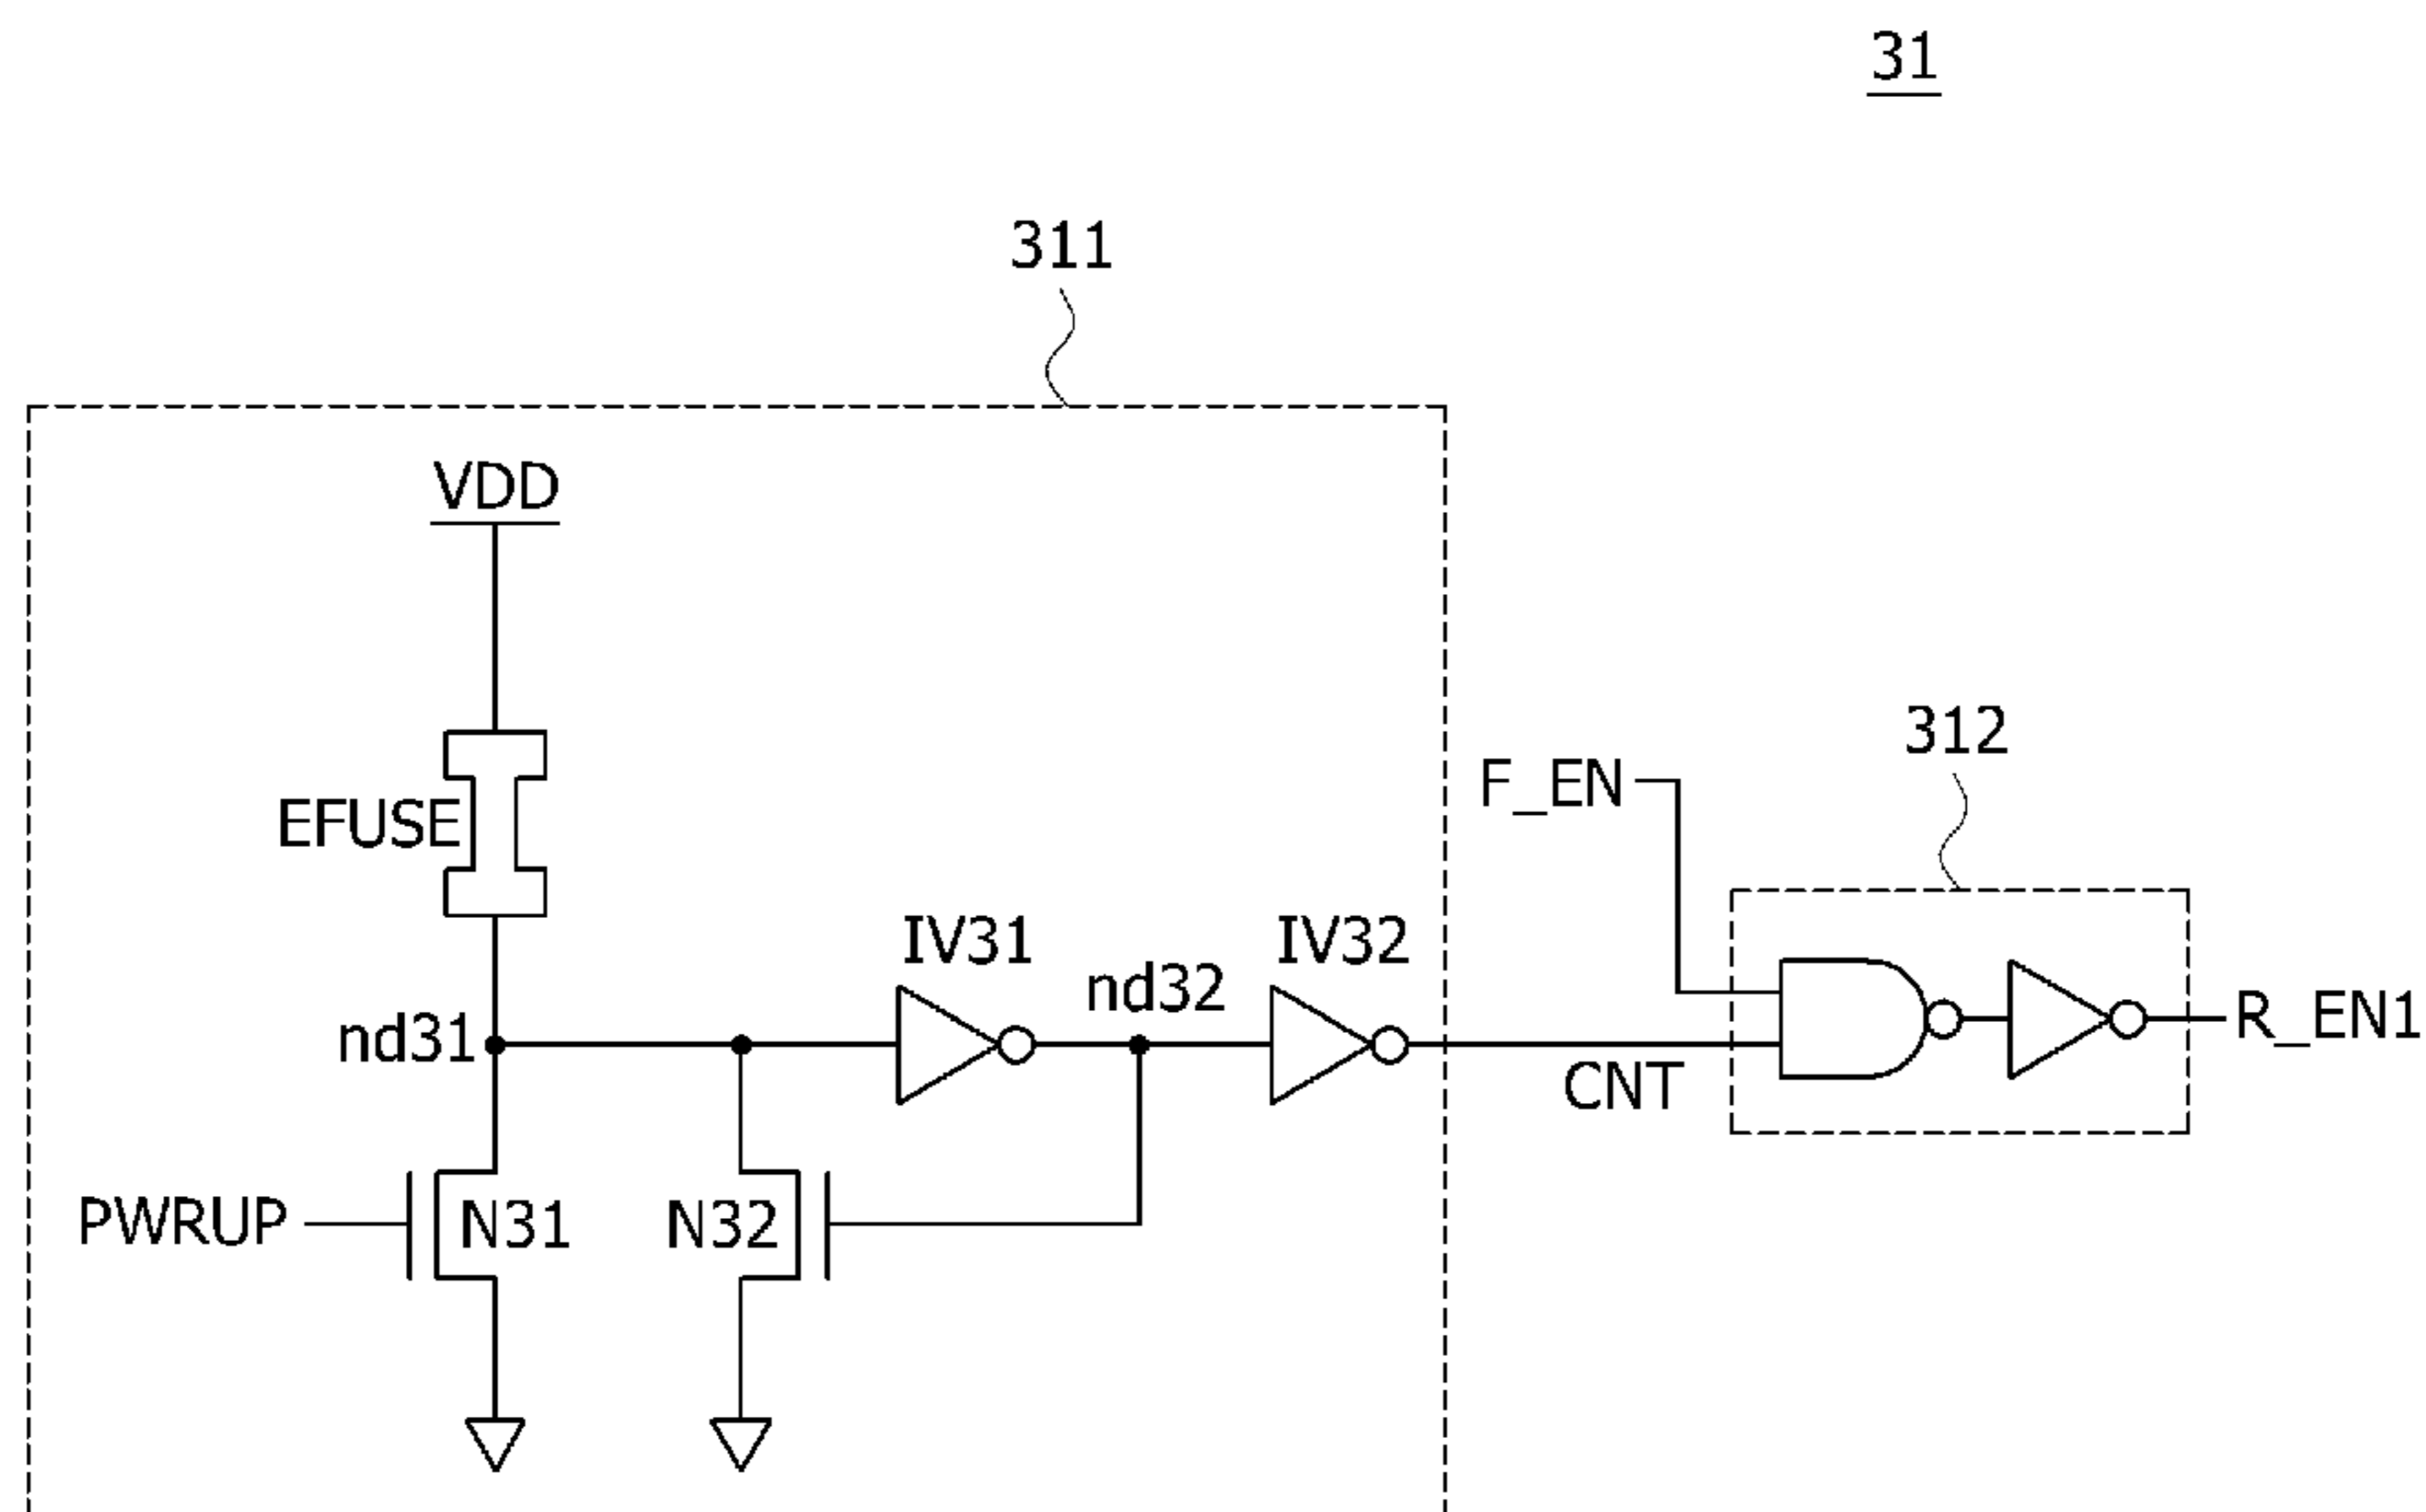 31
311
VDD
312
F_EN
EFUSE
IV31
IV32
nd32
nd31
R_EN1
CNT
PWRUP
N31
N32